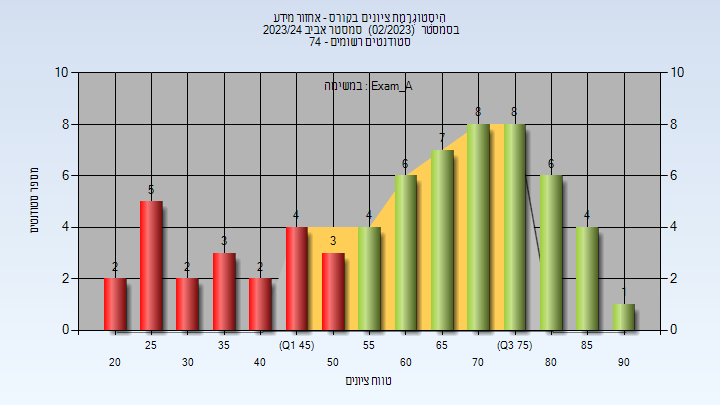 הִיסְטוֹגְרָמַת ציונים בקורס - אחזור מידע
בסמסטר (02/2023) סמסטר אביב 2023/24
סטודנטים רשומים - 74
במשימה : Exam_A
מספר סטודנטים
10 10
8 8
6 6
4 4
2 2
0 0
2 5 2 3 2 4 3 4 6 7 8 8 6 4 1
25 35 (Q1 45) 55 65 (Q3 75) 85
20 30 40 50 60 70 80 90
טווח ציונים